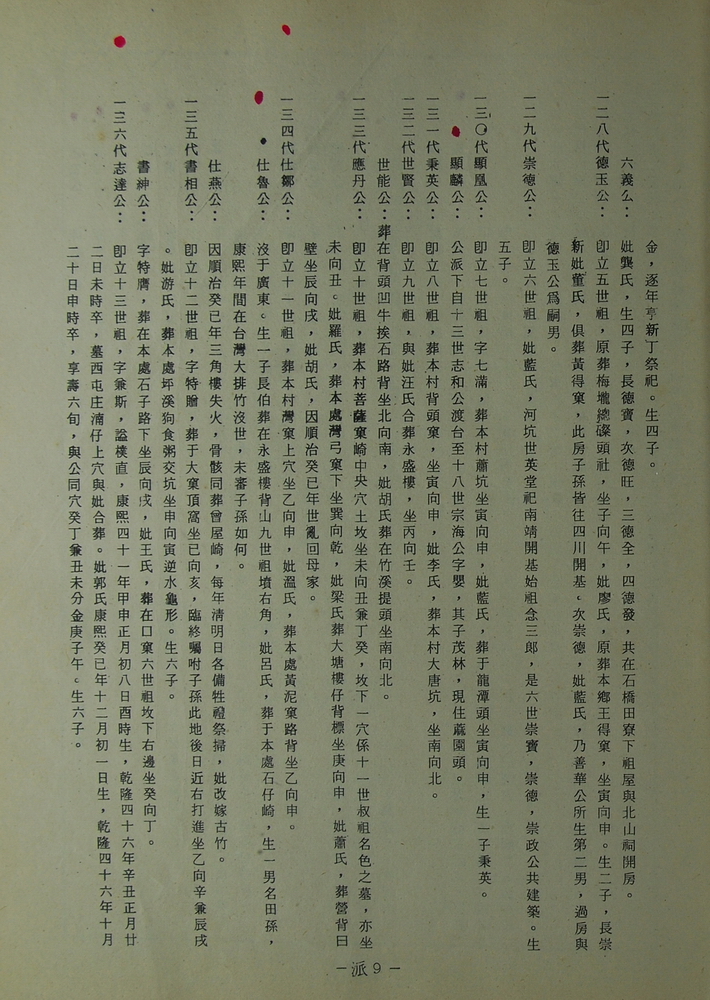 金，逐年亨新丁祭祀。生四子。
六義公：妣龔氏，生四子，長德寶，次德旺，三德全，四德發，共在石橋田寮下祖屋與北山祠開房。
一二八代德玉公：卽立五世祖，原葬梅壠總磜頭社，坐子向午，妣廖氏，原葬本鄉王得窠，坐寅向申。生二子，長崇
新妣董氏，俱葬黃得窠，此房子孫皆往四川開基。次崇德，妣藍氏，乃善華公所生第二男，過房與
德玉公爲嗣男。
一二九代崇德公：卽立六世祖，妣藍氏，河坑世英堂祀南靖開基始祖念三郎，是六世崇寶，崇德，崇政公共建築。生
五子。
一三〇代顯凰公：卽立七世祖，字七滿，葬本村蕭坑坐寅向申，妣藍氏，葬于龍潭頭坐寅向申，生一子秉英。
顯麟公：公派下自十三世志和公渡台至十八世宗海公字嬰，其子茂林，現住蔴園頭。
一三一代秉英公：卽立八世祖，葬本村背頭窠，坐寅向申，妣李氏，葬本村大唐坑，坐南向北。
一三二代世賢公：卽立九世祖，與妣汪氏合葬永盛樓，坐丙向壬。
世能公：葬在背頭凹牛挨石路背坐北向南，妣胡氏葬在竹溪提頭坐南向北。
一三三代應丹公：卽立十世祖，葬本村菩薩窠崎中央穴土坟坐未向丑兼丁癸，坟下一穴係十一世叔祖名色之墓，亦坐
未向丑。妣羅氏，葬本處灣弓窠下坐巽向乾，妣梁氏葬大塘樓仔背標坐庚向申，妣蕭氏，葬營背曰
壁坐辰向戌，妣胡氏，因順治癸巳年世亂回母家。
一三四代仕鄒公：卽立十一世祖，葬本村灣窠上穴坐乙向申，妣溫氏，葬本處黃泥窠路背坐乙向申。
仕魯公：沒于廣東。生一子長伯葬在永盛樓背山九世祖墳右角，妣呂氏，葬于本處石仔崎，生一男名田孫，
康熙年間在台灣大排竹沒世，未審子孫如何。
仕燕公：因順治癸巳年三角樓失火，骨骸同葬曾屋崎，每年淸明日各備牲禮祭掃，妣改嫁古竹。
一三五代書相公：卽立十二世祖，字特贈，葬于大窠頂窩坐巳向亥，臨終囑咐子孫此地後日近右打進坐乙向辛兼辰戌
。妣游氏，葬本處坪溪狗食粥交坑坐申向寅逆水龜形。生六子。
書紳公：字特膺，葬在本處石子路下坐辰向戌，妣王氏，葬在口窠六世祖坟下右邊坐癸向丁。
一三六代志達公：卽立十三世祖，字兼斯，謚樸直，康熙四十一年甲申正月初八日酉時生，乾隆四十六年辛丑正月廿
二日未時卒，墓西屯庄湳仔上穴與妣合葬。妣郭氏康熙癸巳年十二月初一日生，乾隆四十六年十月
二十日申時卒，享壽六旬，與公同穴癸丁兼丑未分金庚子午。生六子。
－派9－